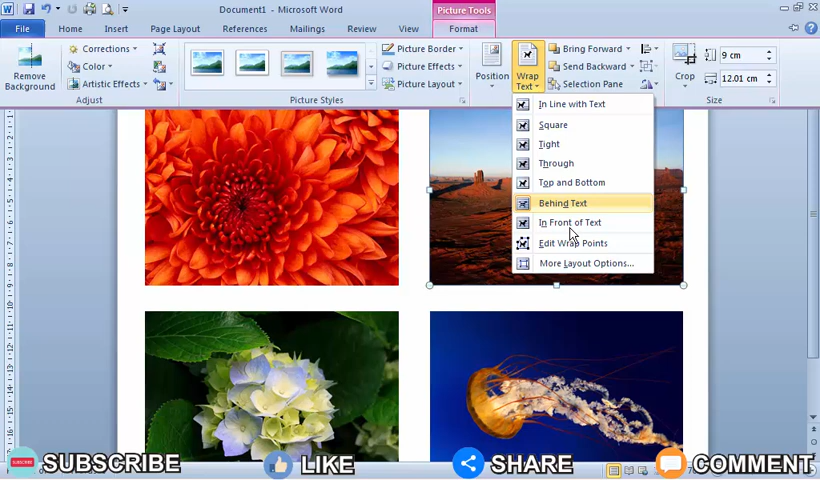 Document1 - Microsoft Word
Picture Tools
File
Home
Insert
Page Layout
References
Mailings
Review
View
Format
Remove
Background
Corrections
Color
Artistic Effects
Adjust
Picture Styles
Picture Border
Picture Effects
Picture Layout
Position
Wrap
Text
Bring Forward
Send Backward
Selection Pane
Crop
9 cm
12.01 cm
Size
In Line with Text
Square
Tight
Through
Top and Bottom
Behind Text
In Front of Text
Edit Wrap Points
More Layout Options...
SUBSCRIBE
LIKE
SHARE
COMMENT